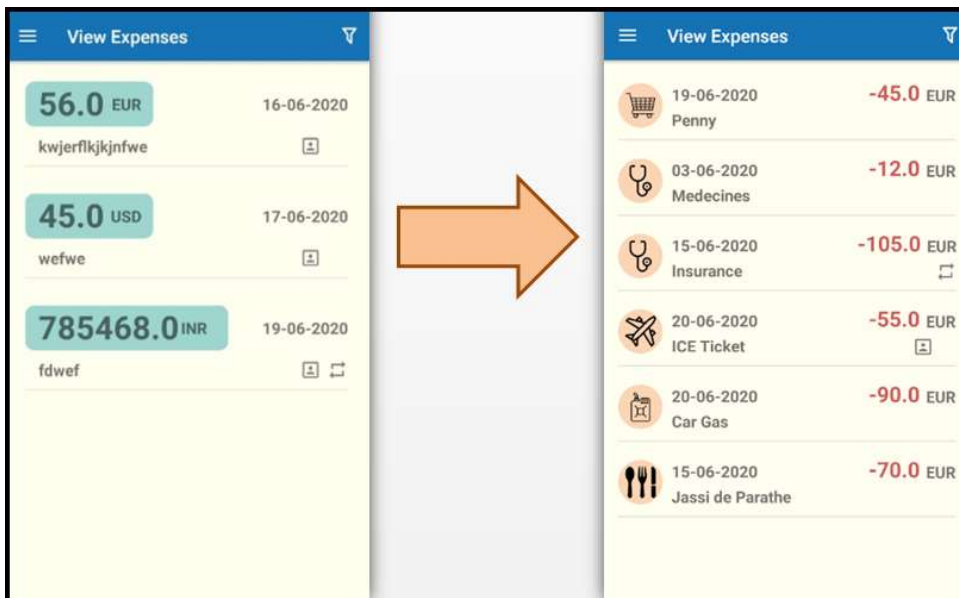 View Expenses
56.0 EUR 16-06-2020
kwjerflkjkjnfwe
45.0 USD 17-06-2020
wefwe
785468.0 INR 19-06-2020
fdwef
View Expenses
19-06-2020 -45.0 EUR
Penny
03-06-2020 -12.0 EUR
Medecines
15-06-2020 -105.0 EUR
Insurance
20-06-2020 -55.0 EUR
ICE Ticket
20-06-2020 -90.0 EUR
Car Gas
15-06-2020 -70.0 EUR
Jassi de Parathe